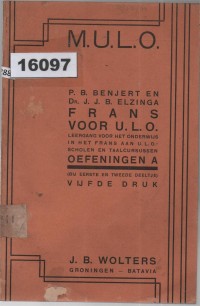 M.U.L.O.
16097
P. B. BENJERT EN
DR. J. J. B. ELZINGA
FRANS
VOOR U.L.O.
LEERGANG VOOR HET ONDERWIJS
IN HET FRANS AAN U.L.O.-
SCHOLEN EN TAALCURSUSSEN
OEFENINGEN A
(BIJ EERSTE EN TWEEDE DEELTJE)
VIJFDE DRUK
J. B. WOLTERS
GRONINGEN - BATAVIA